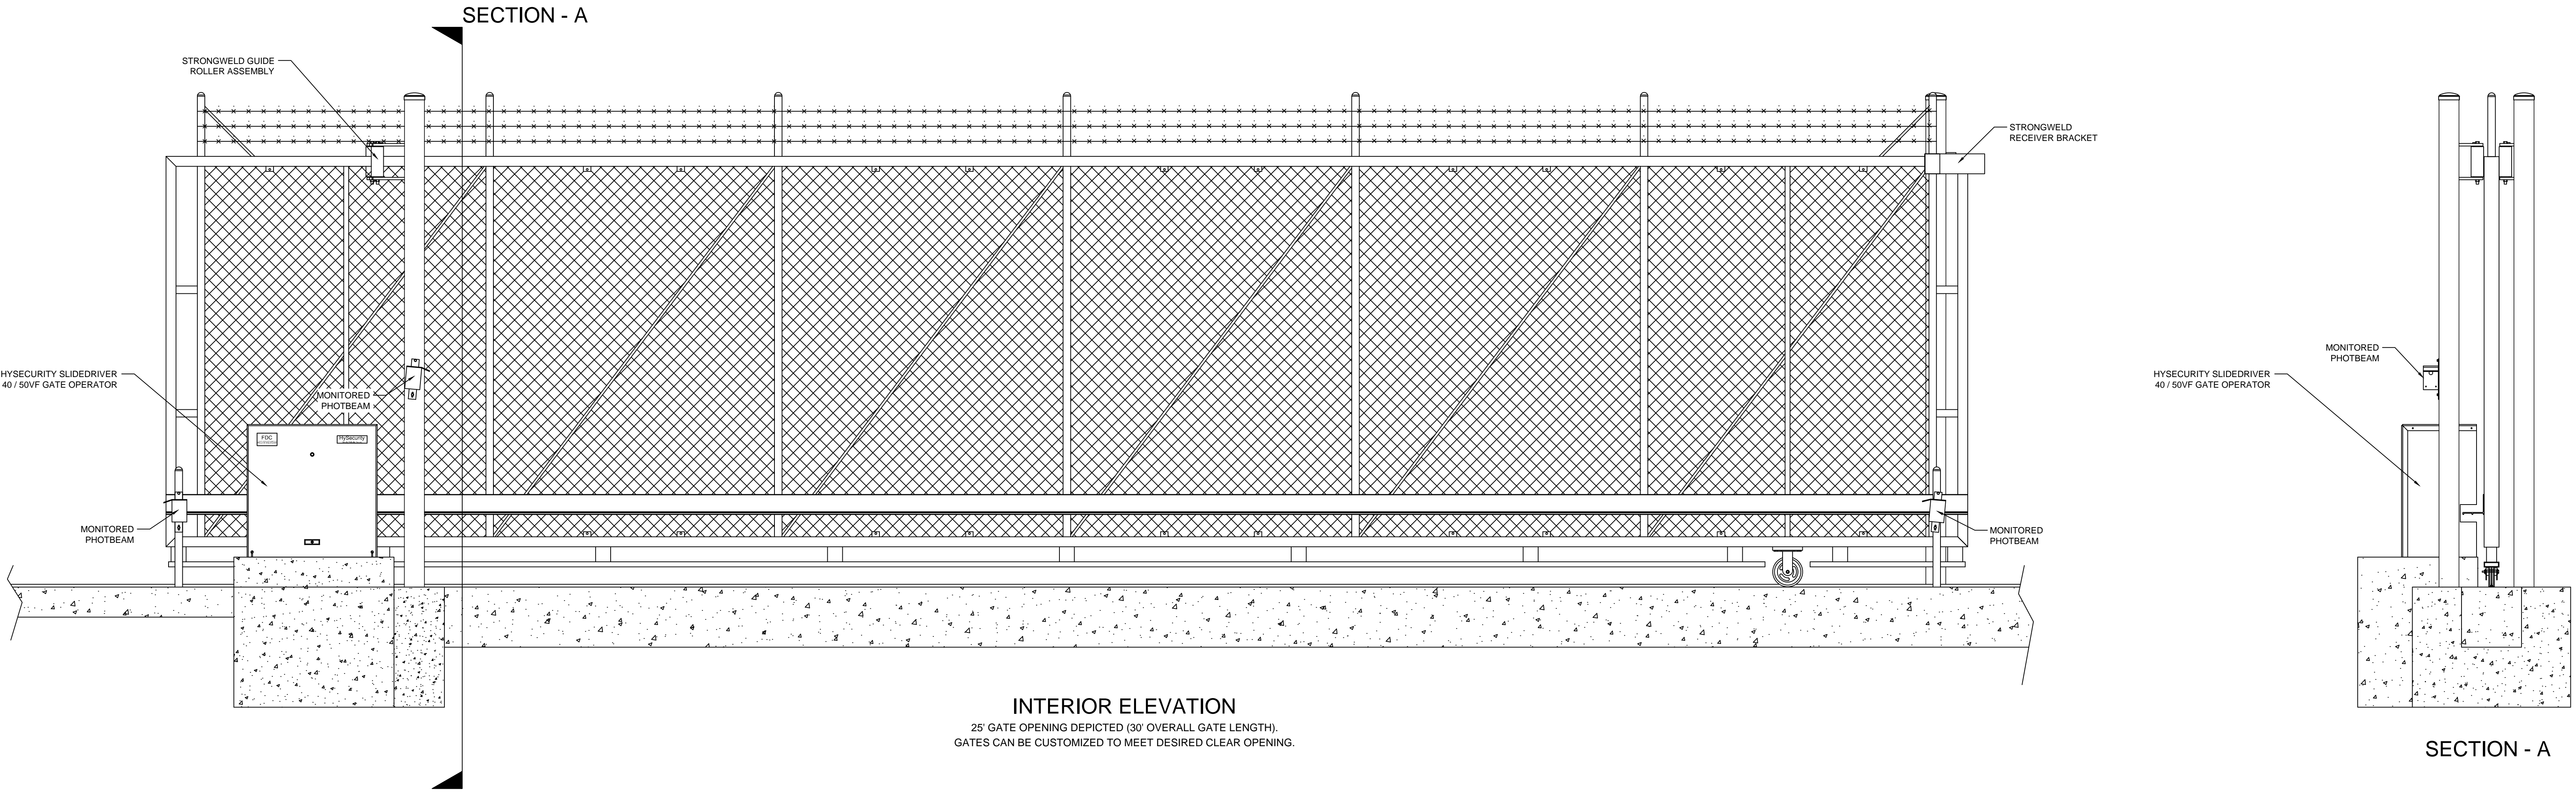 SECTION - A
STRONGWELD GUIDE
ROLLER ASSEMBLY
STRONGWELD
RECEIVER BRACKET
HYSECURITY SLIDEDRIVER
40 / 50VF GATE OPERATOR
MONITORED
PHOTBEAM
FDC
HySecurity
MONITORED
PHOTBEAM
MONITORED
PHOTBEAM
INTERIOR ELEVATION
25' GATE OPENING DEPICTED (30' OVERALL GATE LENGTH).
GATES CAN BE CUSTOMIZED TO MEET DESIRED CLEAR OPENING.
MONITORED
PHOTBEAM
HYSECURITY SLIDEDRIVER
40 / 50VF GATE OPERATOR
SECTION - A